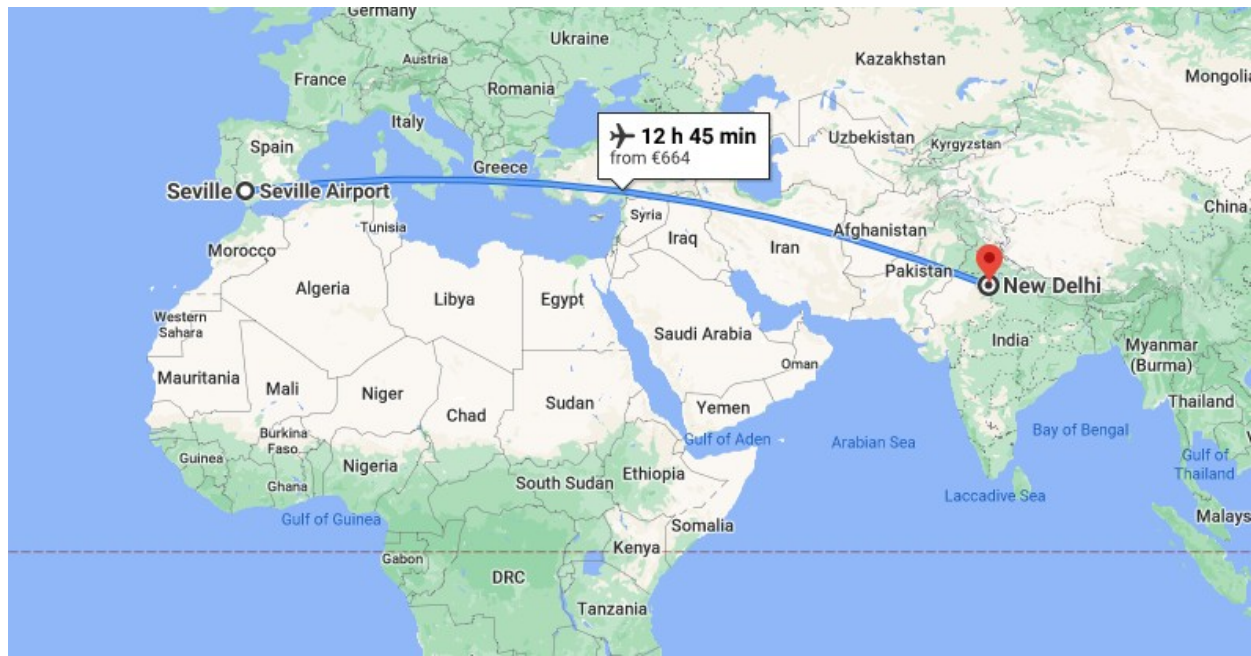 Germany
Ukraine
Kazakhstan
Mongolia
Austria
France
Romania
Italy
Uzbekistan
Kyrgyzstan
12 h 45 min
from €664
Spain
Greece
Seville
Seville Airport
China
Syria
Tunisia
Afghanistan
Morocco
Iraq
Iran
Pakistan
New Delhi
Algeria
Libya
Egypt
Western
Sahara
Saudi Arabia
India
Myanmar
(Burma)
Oman
Mauritania
Mali
Niger
Chad
Sudan
Yemen
Thailand
Burkina
Faso
Gulf of Aden
Arabian Sea
Bay of Bengal
Guinea
Nigeria
Ethiopia
Gulf of
Thailand
Ghana
South Sudan
Laccadive Sea
Gulf of Guinea
Somalia
Malays
Gabon
Kenya
DRC
Tanzania